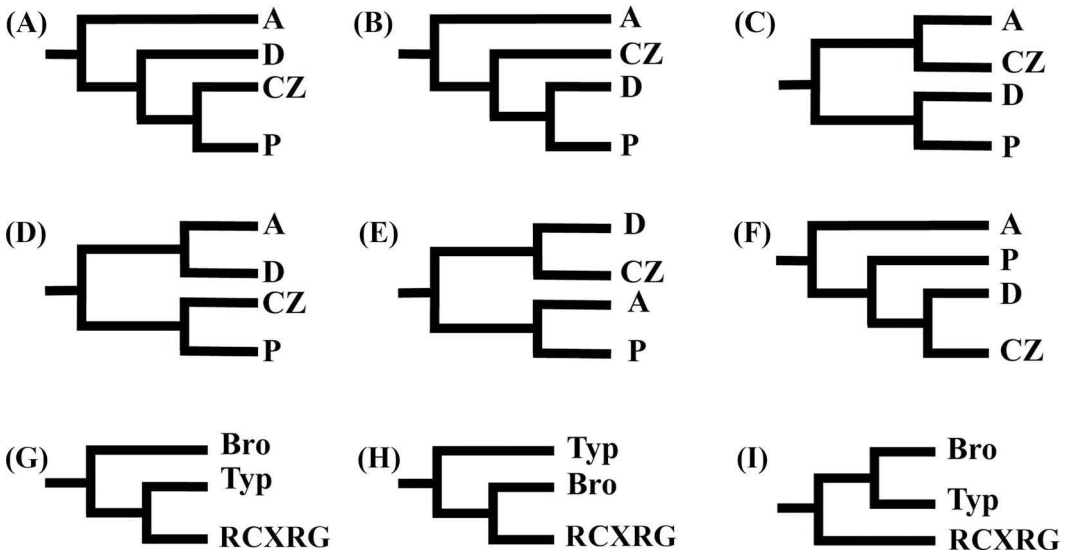 (A)
A
D
CZ
P
(B)
A
CZ
D
P
(C)
A
CZ
D
P
(D)
A
D
CZ
P
(E)
D
CZ
A
P
(F)
A
P
D
CZ
(G)
Bro
Typ
RCXRG
(H)
Typ
Bro
RCXRG
(I)
Bro
Typ
RCXRG